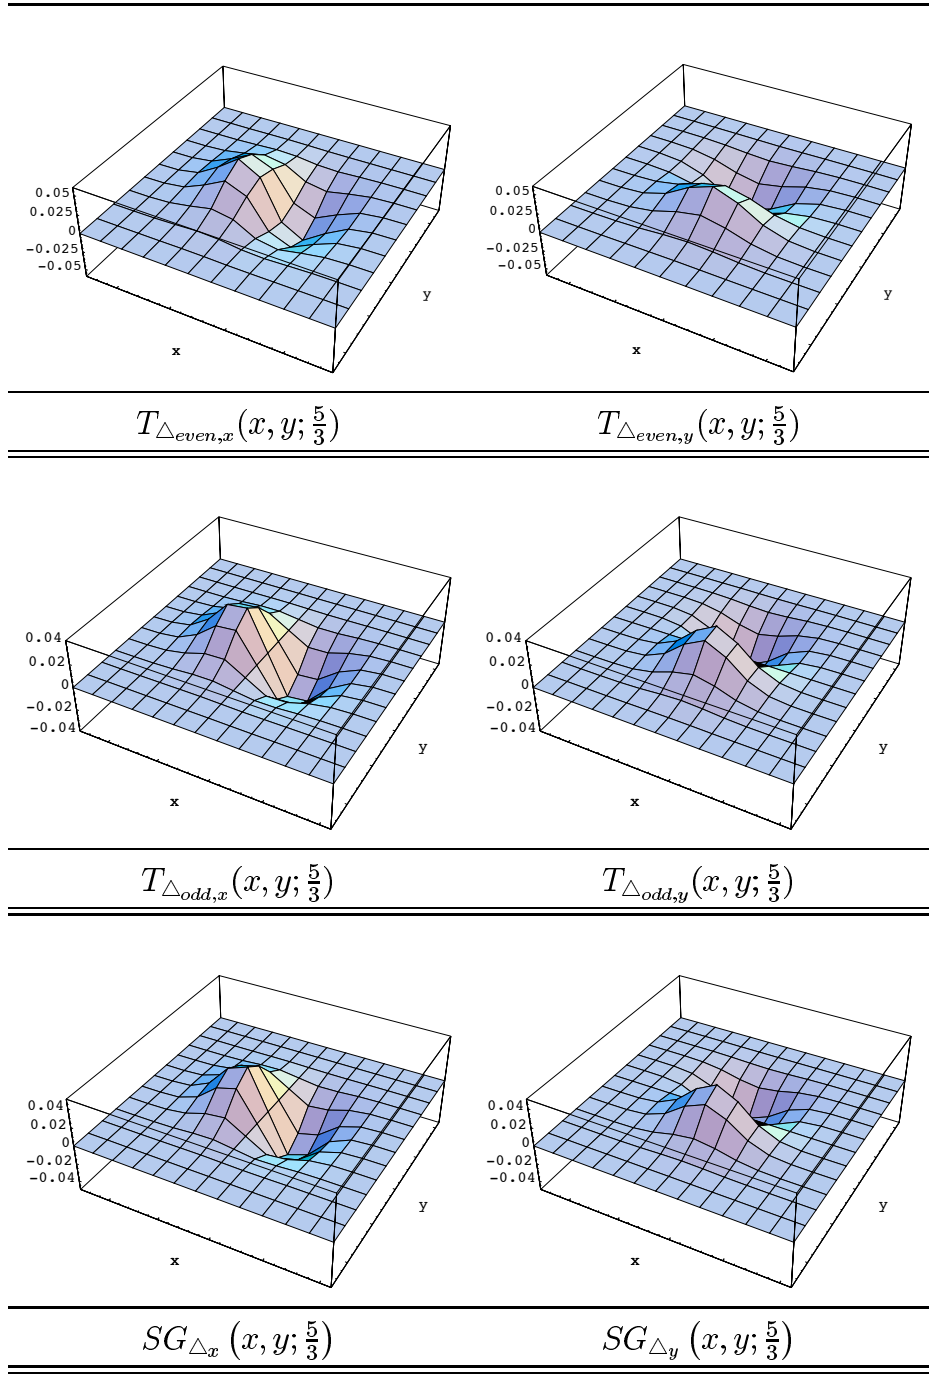 0.05 0.05
0.025 0.025
0 0
−0.025 −0.025
−0.05 −0.05
y y
x x
T△even,x(x, y; 5/3) T△even,y(x, y; 5/3)
0.04 0.04
0.02 0.02
0 0
−0.02 −0.02
−0.04 −0.04
y y
x x
T△odd,x(x, y; 5/3) T△odd,y(x, y; 5/3)
0.04 0.04
0.02 0.02
0 0
−0.02 −0.02
−0.04 −0.04
y y
x x
SG△x (x, y; 5/3) SG△y (x, y; 5/3)